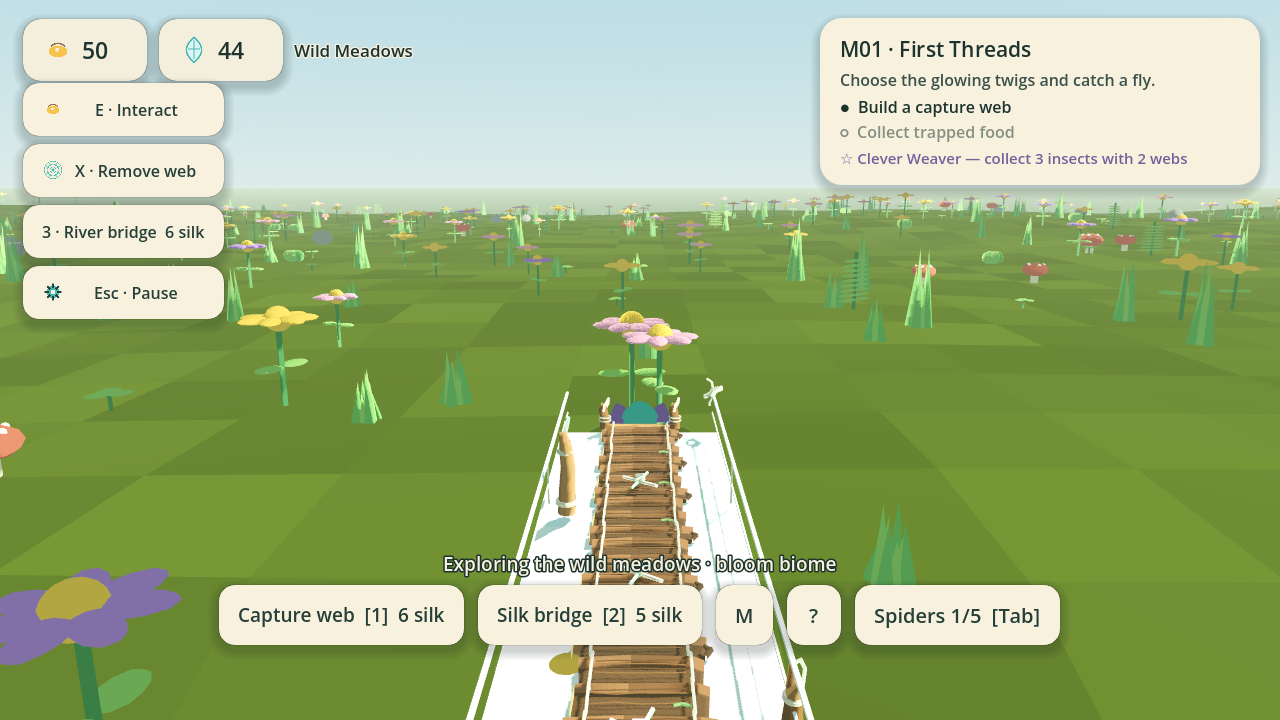 50
44
Wild Meadows
E · Interact
X · Remove web
3 · River bridge 6 silk
Esc · Pause
M01 · First Threads
Choose the glowing twigs and catch a fly.
● Build a capture web
○ Collect trapped food
☆ Clever Weaver — collect 3 insects with 2 webs
Exploring the wild meadows · bloom biome
Capture web [1] 6 silk
Silk bridge [2] 5 silk
M
?
Spiders 1/5 [Tab]